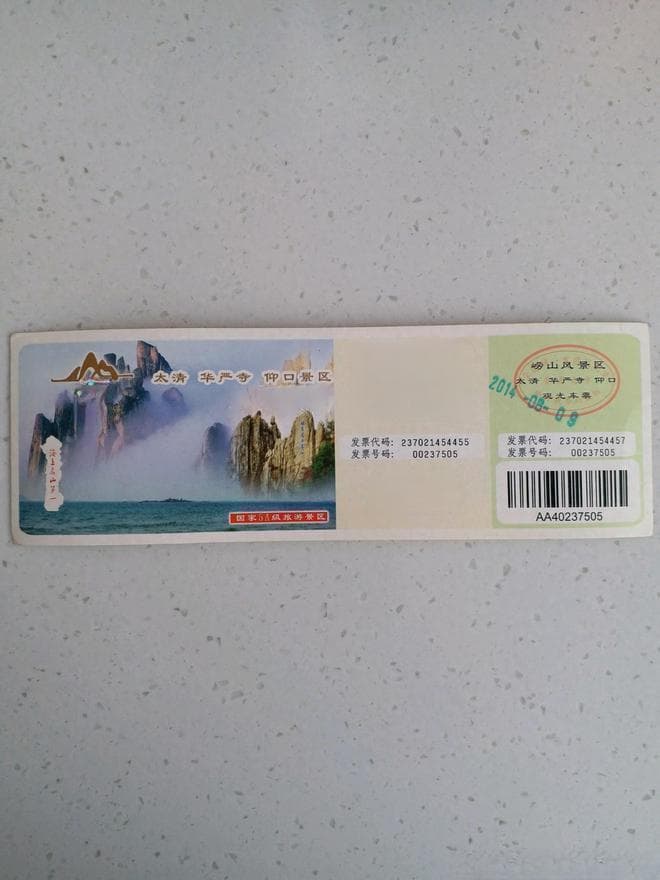 太清 华严寺 仰口景区
海上名山第一
国家5A级旅游景区
发票代码: 237021454455
发票号码: 00237505
崂山风景区
太清 华严寺 仰口
观光车票
2014-08-09
发票代码: 237021454457
发票号码: 00237505
AA40237505